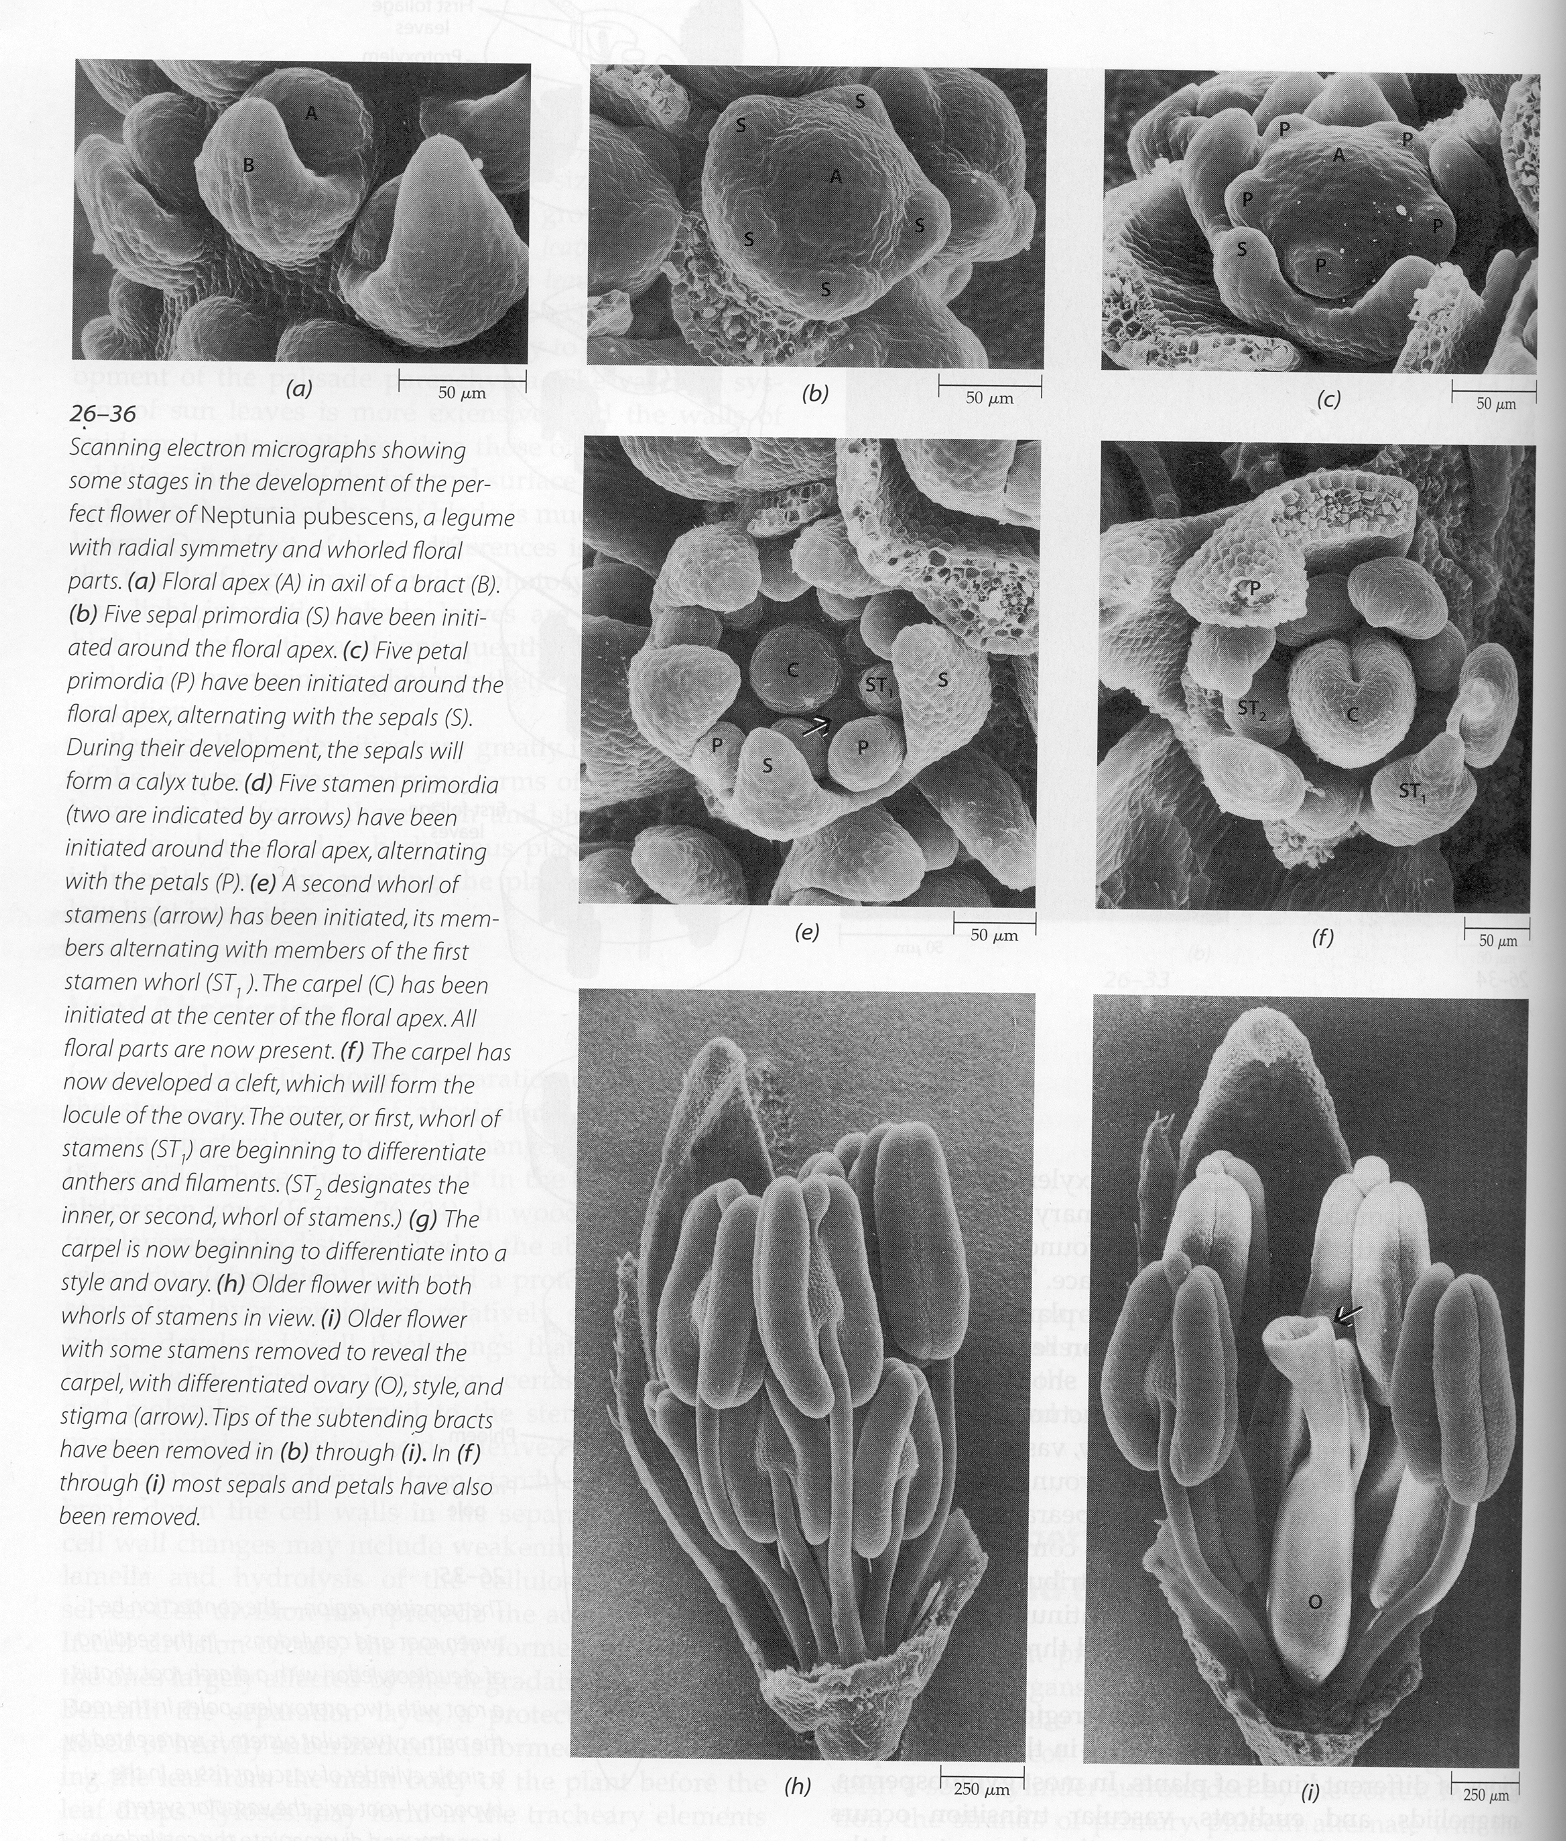 A
B
(a)
50 μm
S
S
A
S
S
S
(b)
50 μm
P
P
A
P
P
S
P
(c)
50 μm
26–36
Scanning electron micrographs showing
some stages in the development of the per-
fect flower of Neptunia pubescens, a legume
with radial symmetry and whorled floral
parts. (a) Floral apex (A) in axil of a bract (B).
(b) Five sepal primordia (S) have been initi-
ated around the floral apex. (c) Five petal
primordia (P) have been initiated around the
floral apex, alternating with the sepals (S).
During their development, the sepals will
form a calyx tube. (d) Five stamen primordia
(two are indicated by arrows) have been
initiated around the floral apex, alternating
with the petals (P). (e) A second whorl of
stamens (arrow) has been initiated, its mem-
bers alternating with members of the first
stamen whorl (ST1). The carpel (C) has been
initiated at the center of the floral apex. All
floral parts are now present. (f) The carpel has
now developed a cleft, which will form the
locule of the ovary. The outer, or first, whorl of
stamens (ST1) are beginning to differentiate
anthers and filaments. (ST2 designates the
inner, or second, whorl of stamens.) (g) The
carpel is now beginning to differentiate into a
style and ovary. (h) Older flower with both
whorls of stamens in view. (i) Older flower
with some stamens removed to reveal the
carpel, with differentiated ovary (O), style, and
stigma (arrow). Tips of the subtending bracts
have been removed in (b) through (i). In (f)
through (i) most sepals and petals have also
been removed.
C
ST1
S
P
P
S
(e)
50 μm
P
ST2
C
ST1
(f)
50 μm
(h)
250 μm
O
(i)
250 μm